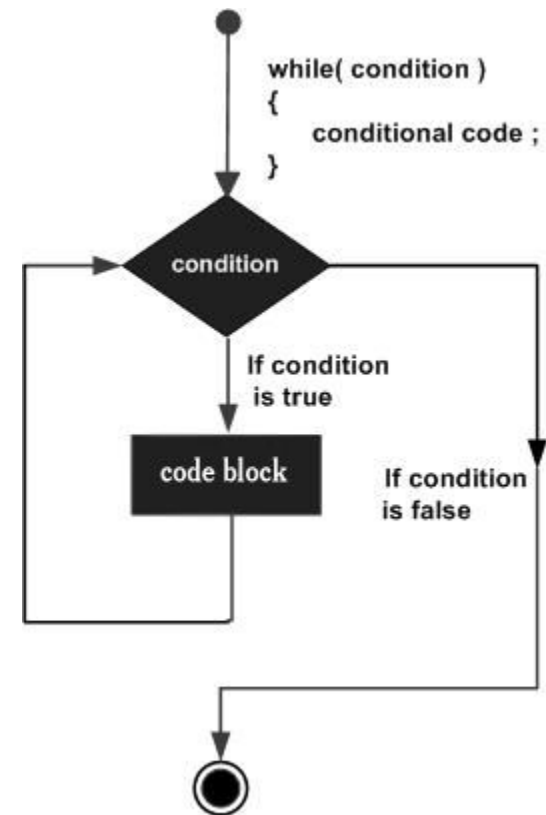 while( condition )
{
conditional code ;
}
condition
If condition
is true
code block
If condition
is false